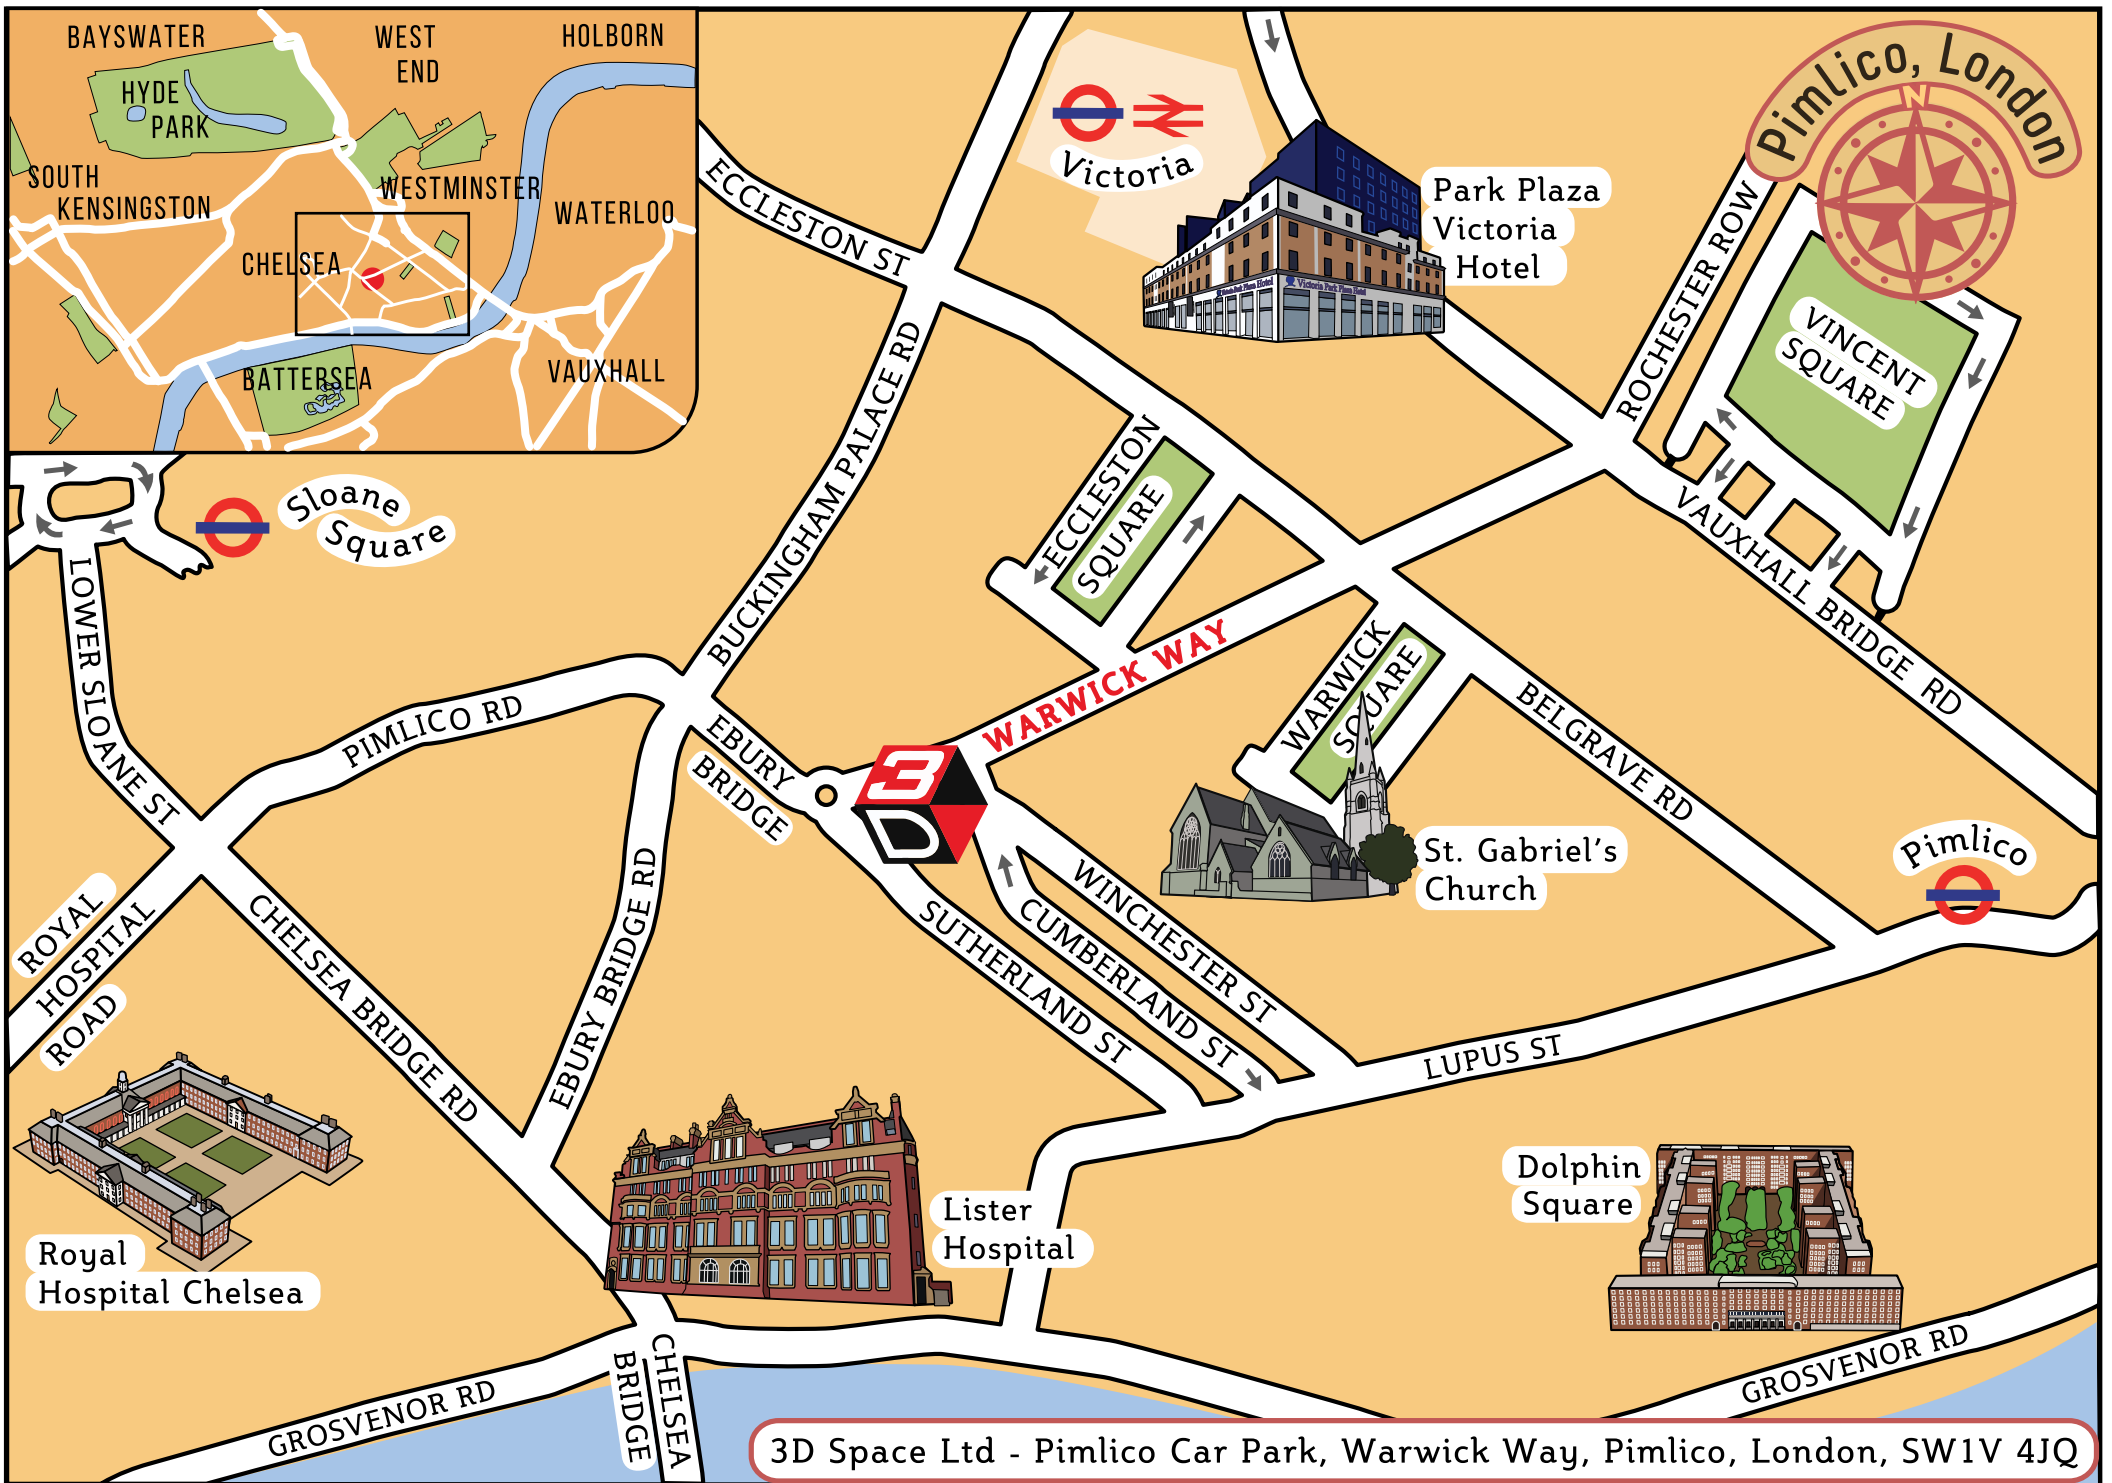 BAYSWATER
WEST
END
HOLBORN
HYDE
PARK
SOUTH
KENSINGSTON
WESTMINSTER
WATERLOO
CHELSEA
BATTERSEA
VAUXHALL
Pimlico, London
N
ECCLESTON ST
Victoria
Park Plaza
Victoria
Hotel
Victoria Park Plaza Hotel
ROCHESTER ROW
VINCENT
SQUARE
Sloane
Square
BUCKINGHAM PALACE RD
ECCLESTON
SQUARE
VAUXHALL BRIDGE RD
LOWER SLOANE ST
PIMLICO RD
EBURY
BRIDGE
WARWICK WAY
3
D
WARWICK
SQUARE
BELGRAVE RD
St. Gabriel's
Church
Pimlico
ROYAL
HOSPITAL
ROAD
CHELSEA BRIDGE RD
EBURY BRIDGE RD
SUTHERLAND ST
CUMBERLAND ST
WINCHESTER ST
LUPUS ST
Royal
Hospital Chelsea
Lister
Hospital
Dolphin
Square
GROSVENOR RD
CHELSEA
BRIDGE
GROSVENOR RD
3D Space Ltd - Pimlico Car Park, Warwick Way, Pimlico, London, SW1V 4JQ